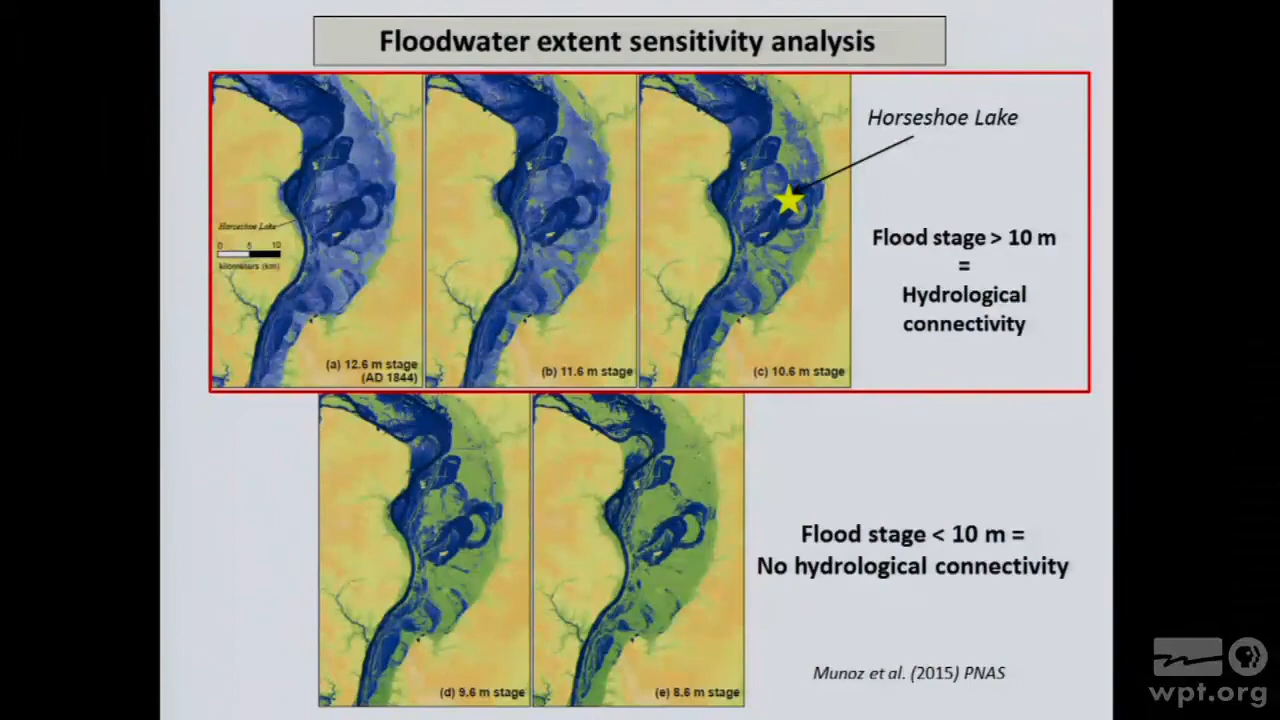 Floodwater extent sensitivity analysis
Horseshoe Lake
Horseshoe Lake
0 5 10
kilometers (km)
Flood stage > 10 m
=
Hydrological
connectivity
(a) 12.6 m stage
(AD 1844)
(b) 11.6 m stage
(c) 10.6 m stage
Flood stage < 10 m =
No hydrological connectivity
(d) 9.6 m stage
(e) 8.6 m stage
Munoz et al. (2015) PNAS
wpt.org